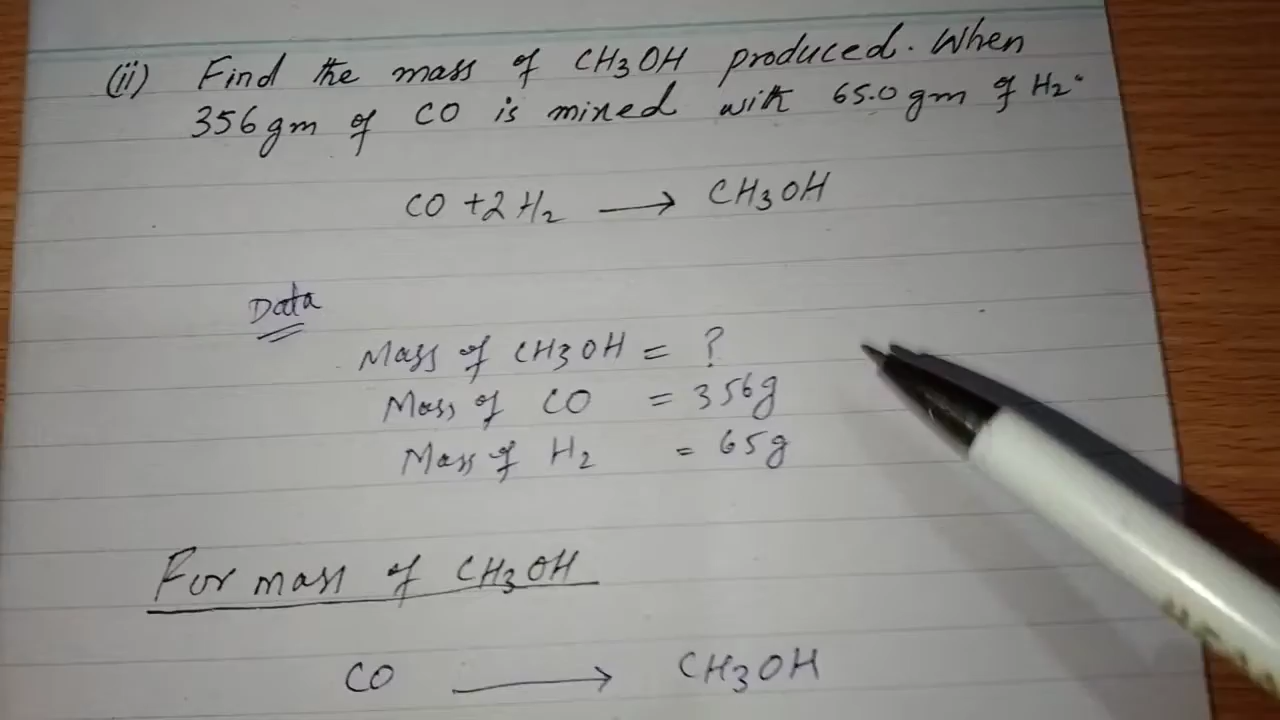 (ii) Find the mass of CH3OH produced. When
356gm of CO is mixed with 65.0 gm of H2.
CO + 2H2 ⟶ CH3OH
Data
Mass of CH3OH = ?
Mass of CO = 356g
Mass of H2 = 65g
For mass of CH3OH
CO ⟶ CH3OH